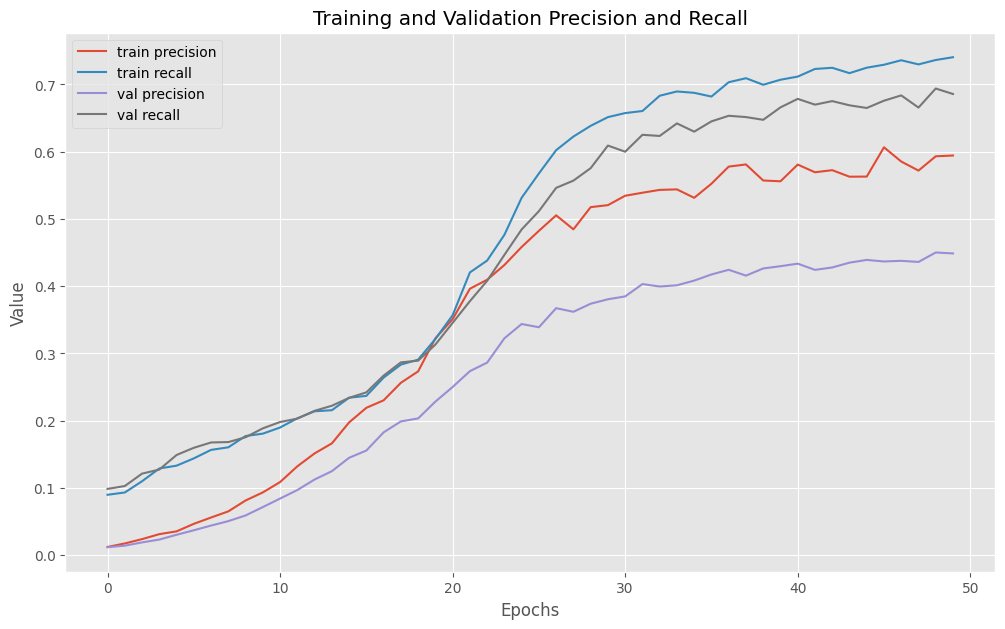 Training and Validation Precision and Recall
train precision
train recall
val precision
val recall
0.7
0.6
0.5
0.4
0.3
0.2
0.1
0.0
Value
0 10 20 30 40 50
Epochs